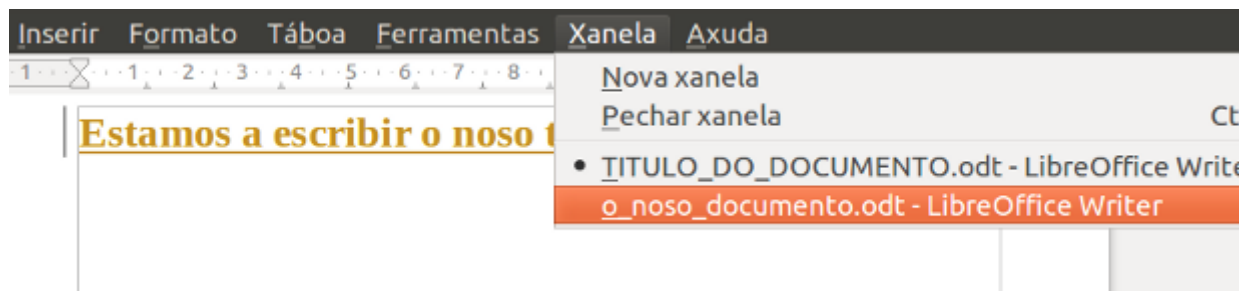 Inserir Formato Táboa Ferramentas Xanela Axuda
1 1 2 3 4 5 6 7 8
Nova xanela
Pechar xanela
Estamos a escribir o noso
• TITULO_DO_DOCUMENTO.odt - LibreOffice
o_noso_documento.odt - LibreOffice Writer